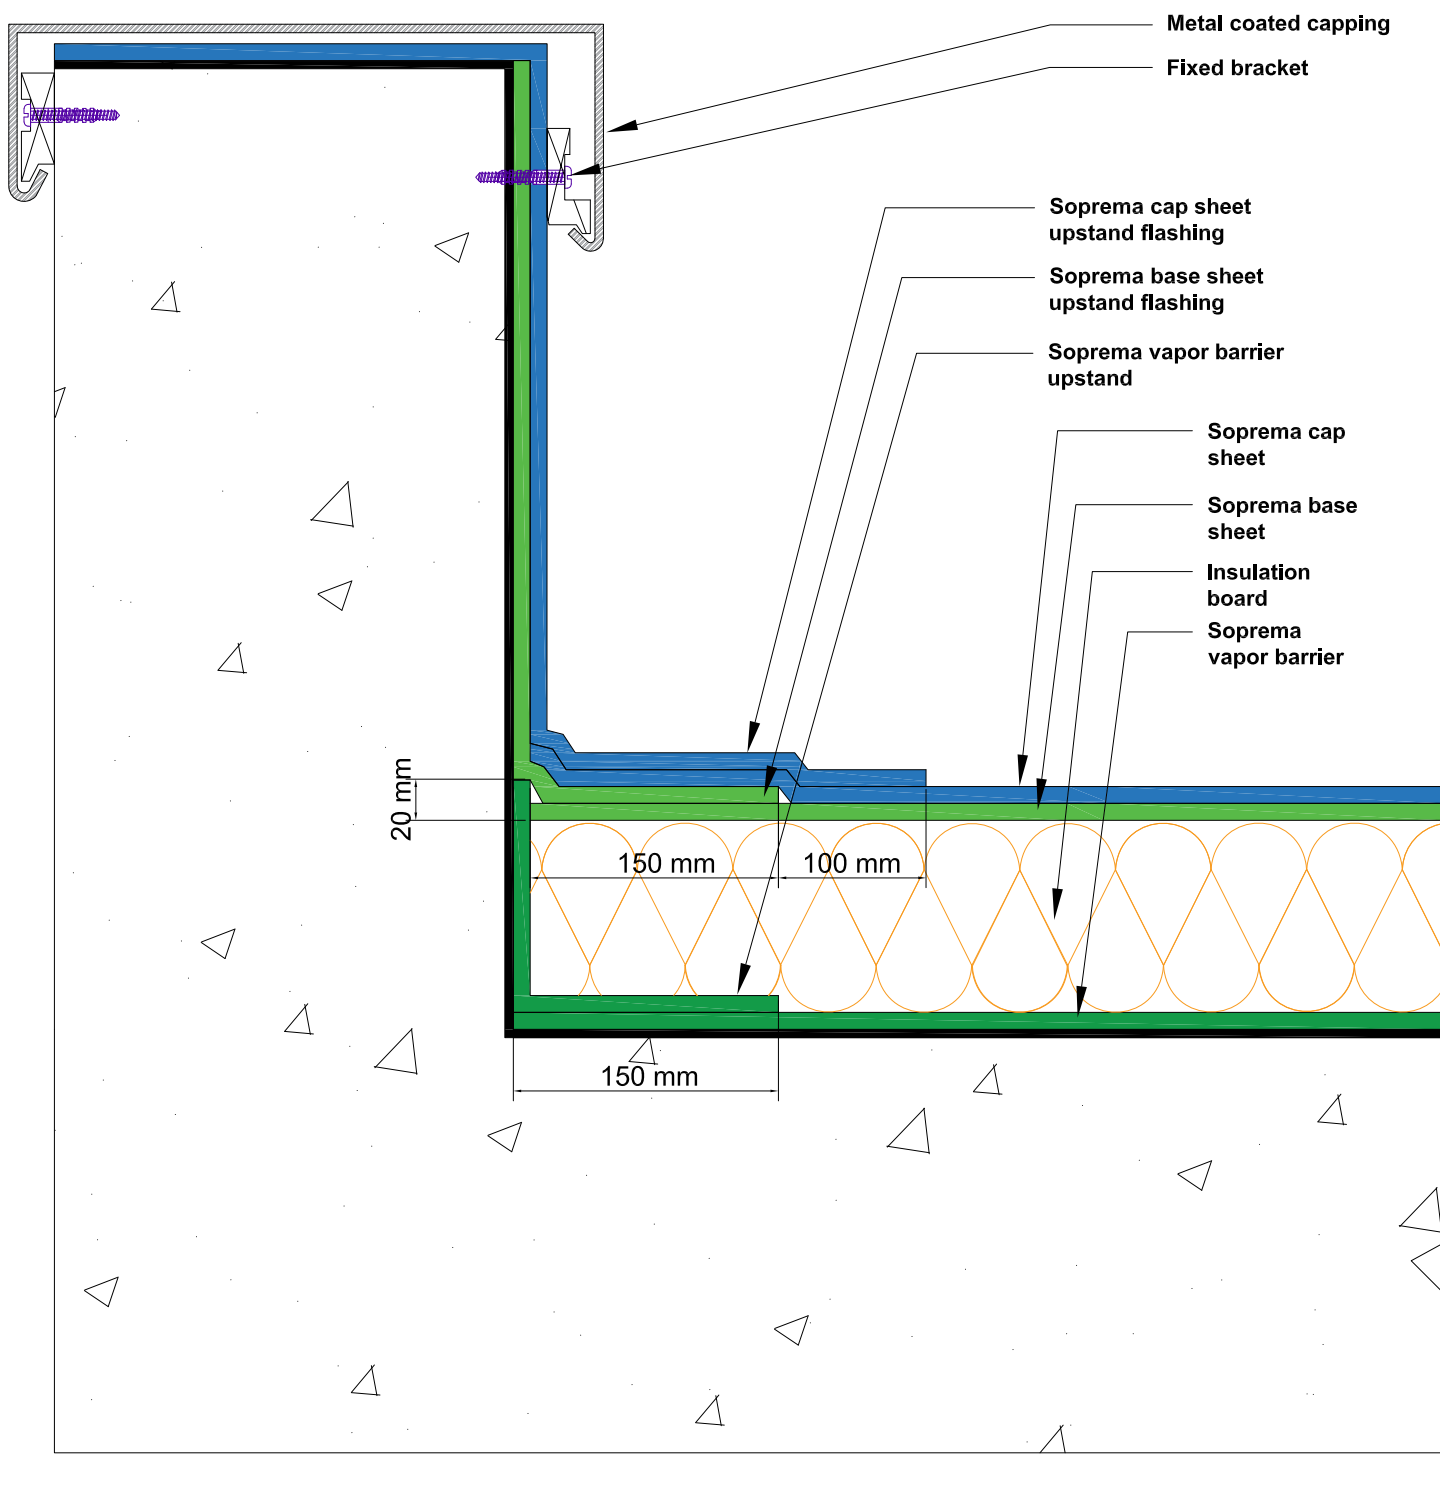 Metal coated capping
Fixed bracket
Soprema cap sheet
upstand flashing
Soprema base sheet
upstand flashing
Soprema vapor barrier
upstand
Soprema cap
sheet
Soprema base
sheet
Insulation
board
Soprema
vapor barrier
20 mm
150 mm
100 mm
150 mm